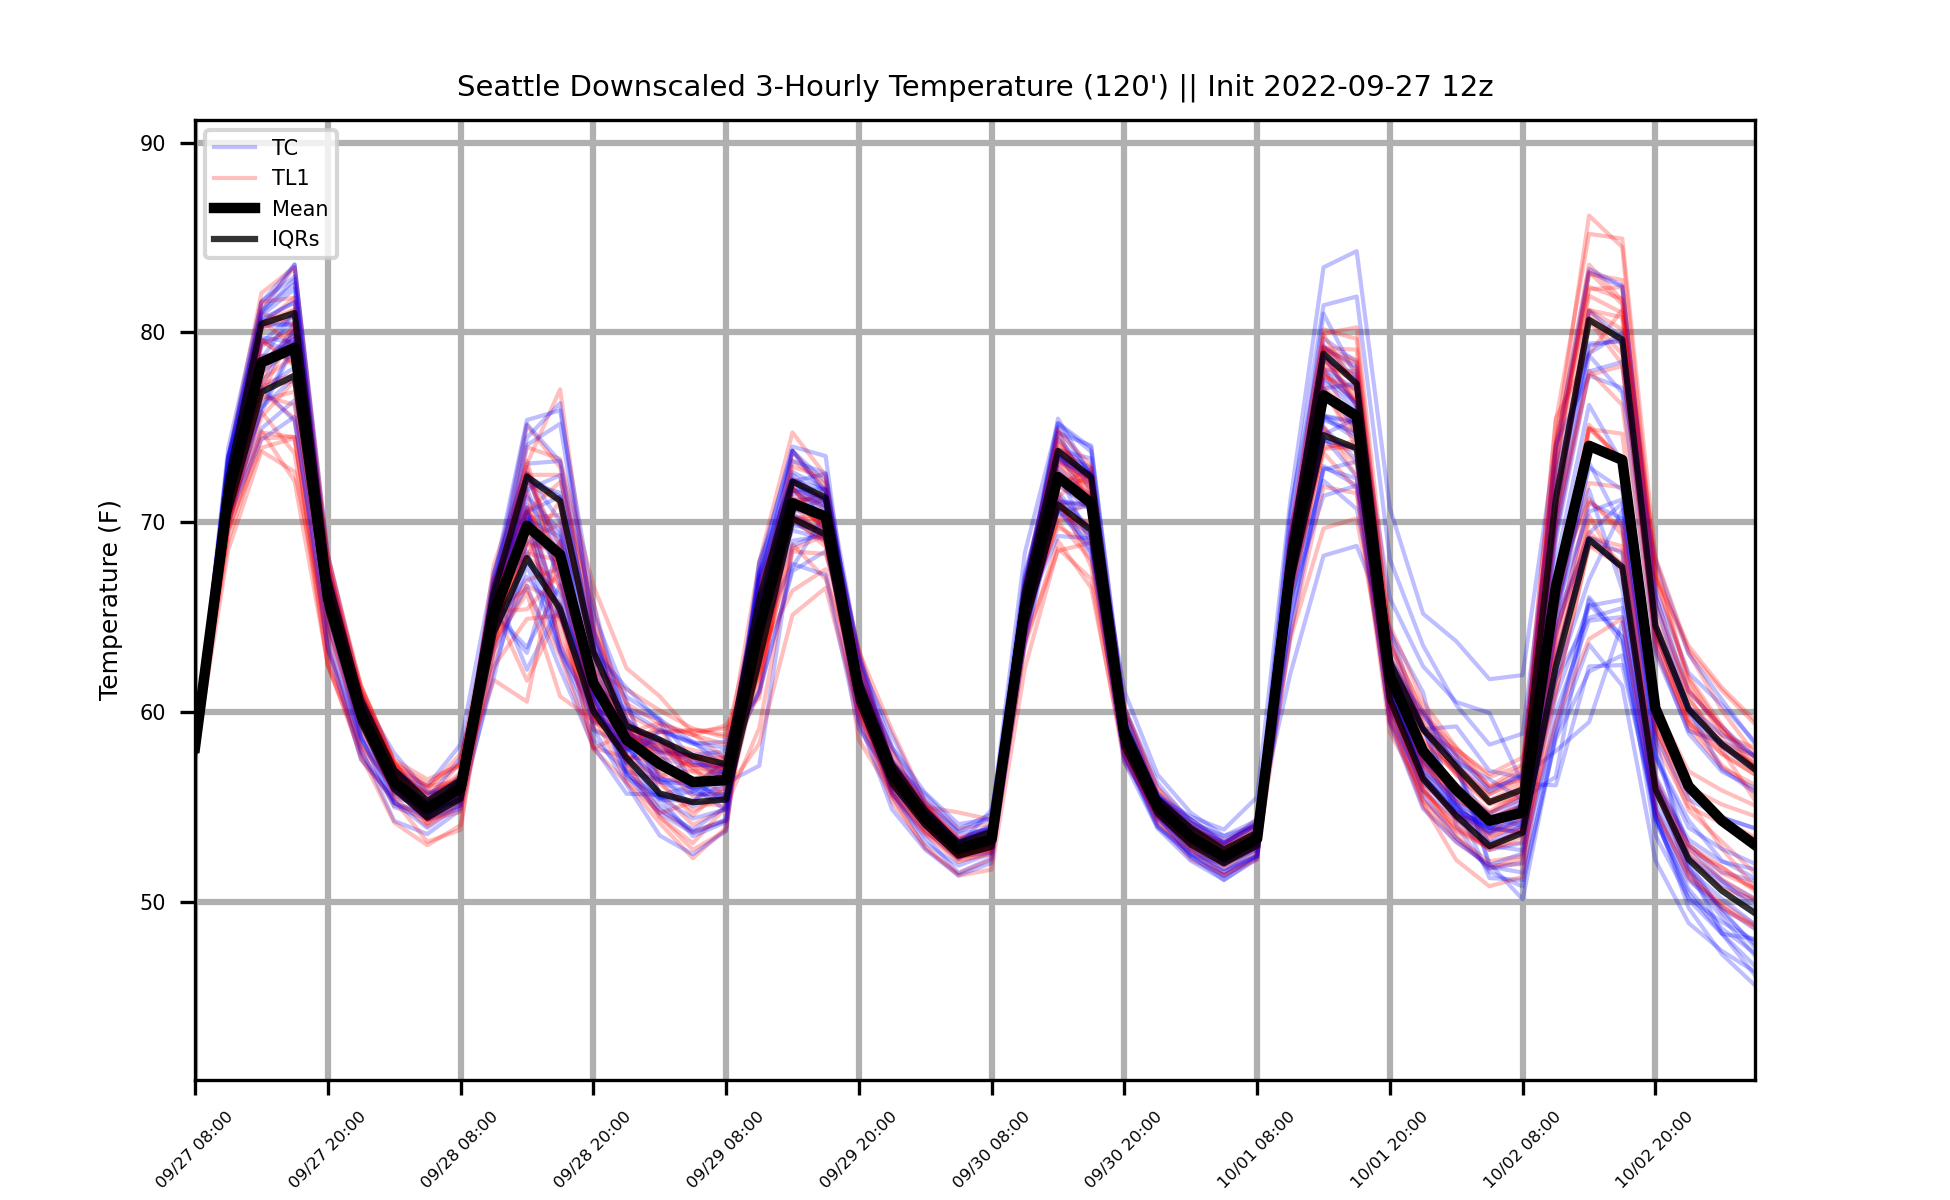 Seattle Downscaled 3-Hourly Temperature (120') || Init 2022-09-27 12z
TC
TL1
Mean
IQRs
Temperature (F)
90
80
70
60
50
09/27 08:00
09/27 20:00
09/28 08:00
09/28 20:00
09/29 08:00
09/29 20:00
09/30 08:00
09/30 20:00
10/01 08:00
10/01 20:00
10/02 08:00
10/02 20:00